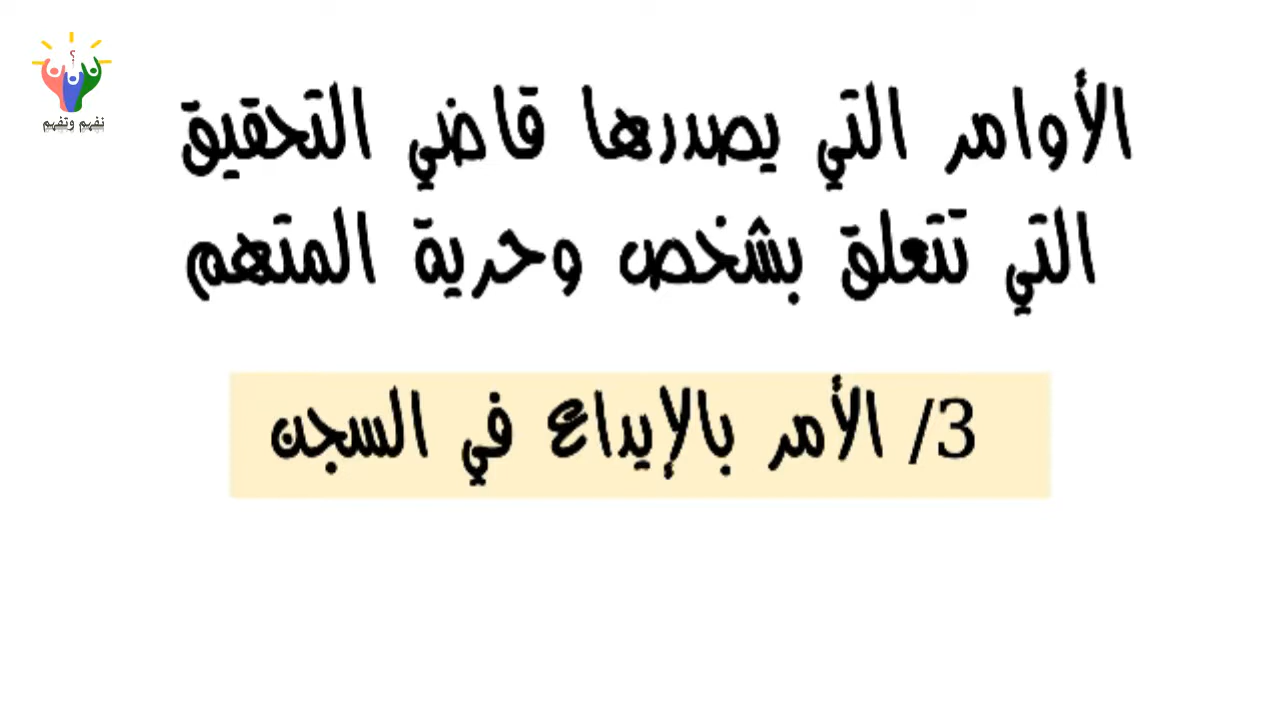 نفهم وتفهم
الأوامر التي يصدرها قاضي التحقيق
التي تتعلق بشخص وحرية المتهم
3/ الأمر بالإيداع في السجن